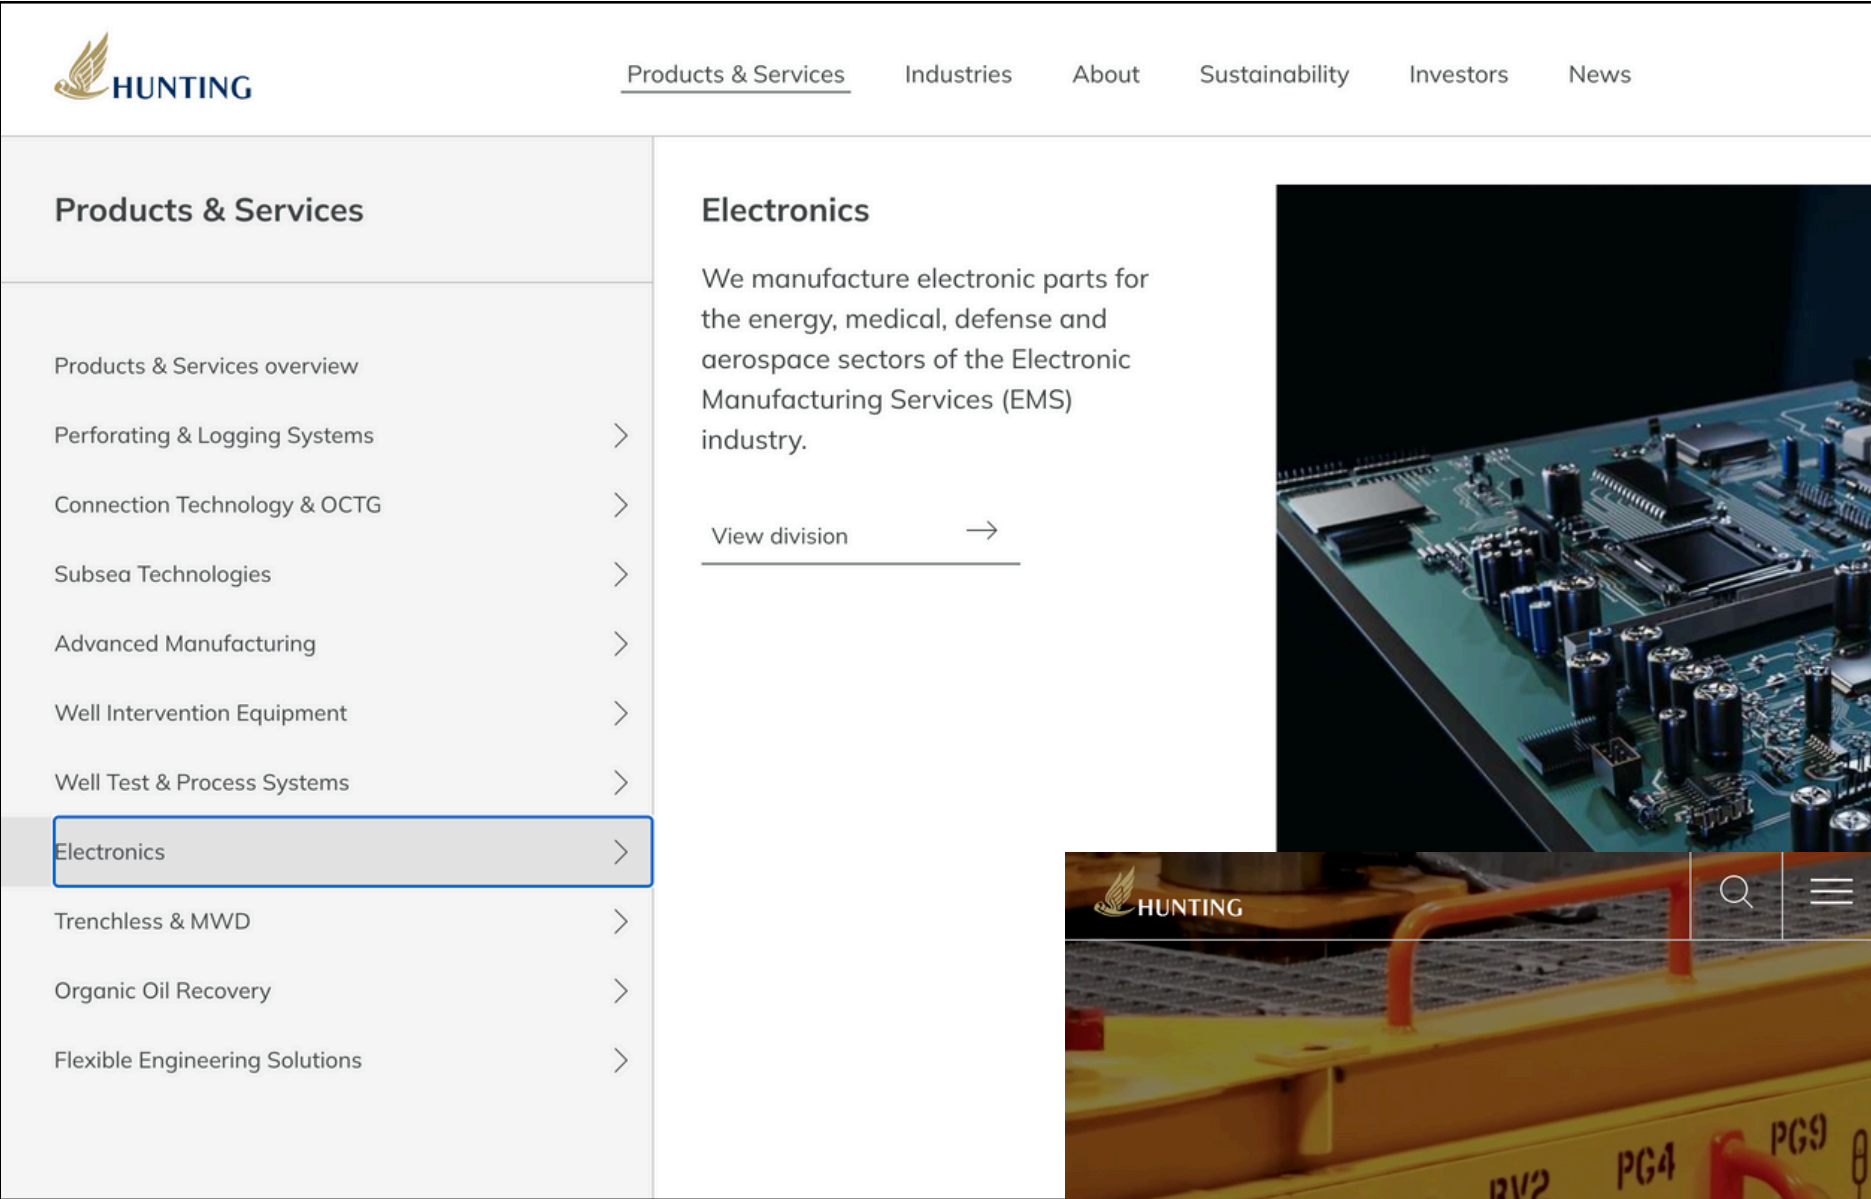 HUNTING
Products & Services
Industries
About
Sustainability
Investors
News
Products & Services
Products & Services overview
Perforating & Logging Systems
Connection Technology & OCTG
Subsea Technologies
Advanced Manufacturing
Well Intervention Equipment
Well Test & Process Systems
Electronics
Trenchless & MWD
Organic Oil Recovery
Flexible Engineering Solutions
Electronics
We manufacture electronic parts for
the energy, medical, defense and
aerospace sectors of the Electronic
Manufacturing Services (EMS)
industry.
View division
HUNTING
PG9
PG4
RV2